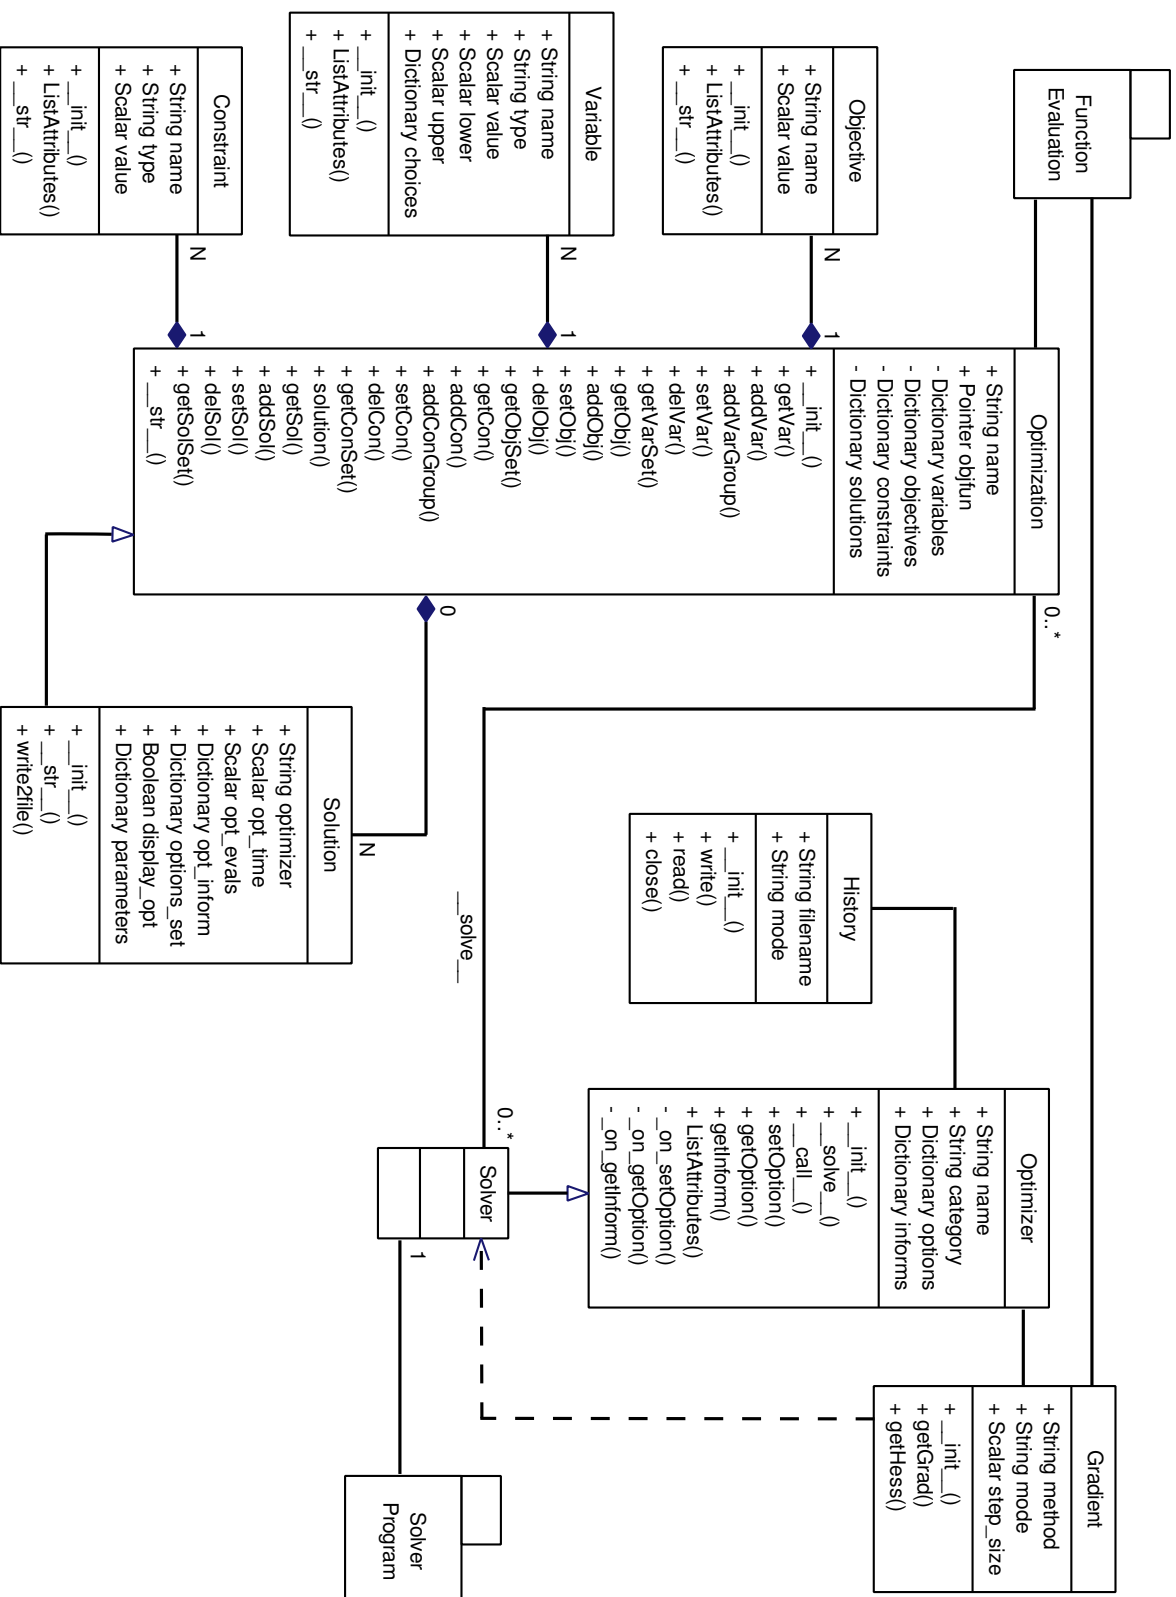 Function
Evaluation
Objective
+ String name
+ Scalar value
+ __init__()
+ ListAttributes()
+ __str__()
Variable
+ String name
+ String type
+ Scalar value
+ Scalar lower
+ Scalar upper
+ Dictionary choices
+ __init__()
+ ListAttributes()
+ __str__()
Constraint
+ String name
+ String type
+ Scalar value
+ __init__()
+ ListAttributes()
+ __str__()
N
1
N
1
N
1
Optimization
+ String name
+ Pointer objfun
- Dictionary variables
- Dictionary objectives
- Dictionary constraints
- Dictionary solutions
+ __init__()
+ getVar()
+ addVar()
+ addVarGroup()
+ setVar()
+ delVar()
+ getVarSet()
+ getObj()
+ addObj()
+ setObj()
+ delObj()
+ getObjSet()
+ getCon()
+ addCon()
+ addConGroup()
+ setCon()
+ delCon()
+ getConSet()
+ solution()
+ getSol()
+ addSol()
+ setSol()
+ delSol()
+ getSolSet()
+ __str__()
0..*
0
N
Solution
+ String optimizer
+ Scalar opt_time
+ Scalar opt_evals
+ Dictionary opt_inform
+ Dictionary options_set
+ Boolean display_opt
+ Dictionary parameters
+ __init__()
+ __str__()
+ write2file()
History
+ String filename
+ String mode
+ __init__()
+ write()
+ read()
+ close()
__solve__
0..*
Optimizer
+ String name
+ String category
+ Dictionary options
+ Dictionary informs
+ __init__()
+ __solve__()
+ __call__()
+ setOption()
+ getOption()
+ getInform()
+ ListAttributes()
- _on_setOption()
- _on_getOption()
- _on_getInform()
Solver
1
Gradient
+ String method
+ String mode
+ Scalar step_size
+ __init__()
+ getGrad()
+ getHess()
Solver
Program